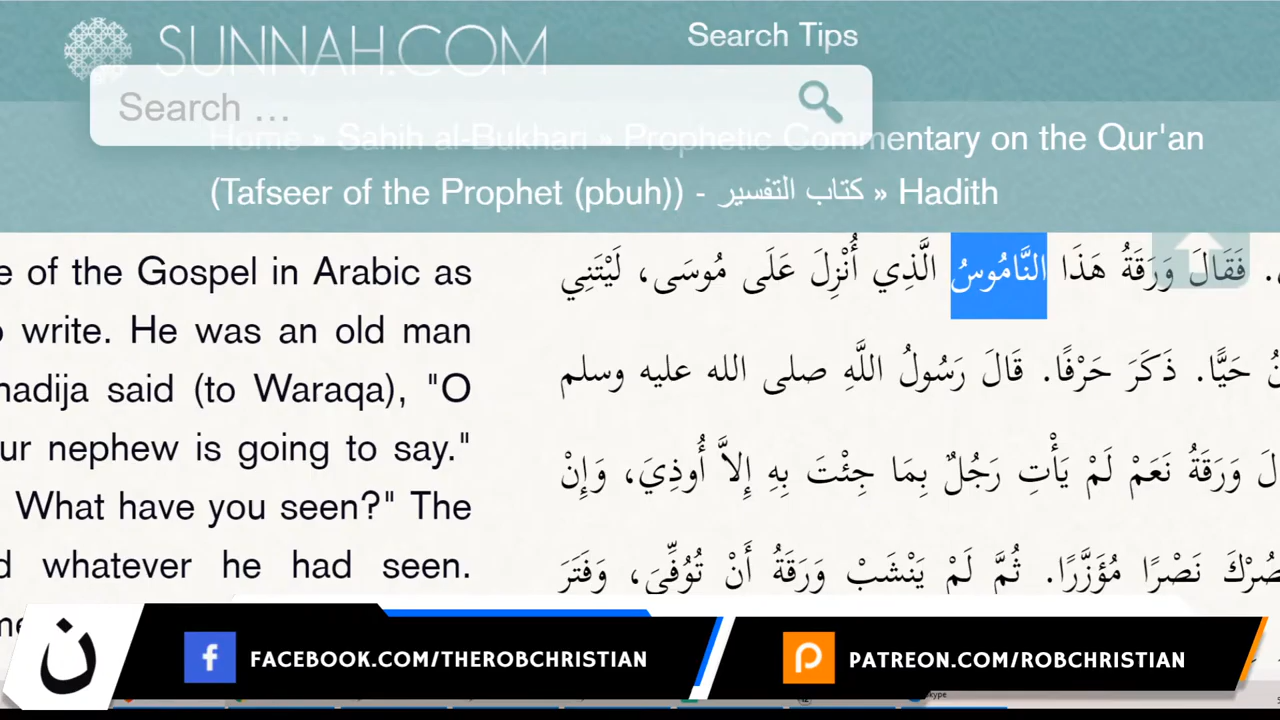 SUNNAH.COM
Search Tips
Search ...
Home » Sahih al-Bukhari » Prophetic Commentary on the Qur'an
(Tafseer of the Prophet (pbuh)) - كتاب التفسير » Hadith
e of the Gospel in Arabic as
write. He was an old man
adija said (to Waraqa), "O
ur nephew is going to say."
What have you seen?" The
whatever he had seen.
فَقَالَ وَرَقَةُ هَذَا النَّامُوسُ الَّذِي أُنْزِلَ عَلَى مُوسَى، لَيْتَنِي
حَيًّا. ذَكَرَ حَرْفًا. قَالَ رَسُولُ اللَّهِ صلى الله عليه وسلم
وَرَقَةُ نَعَمْ لَمْ يَأْتِ رَجُلٌ بِمَا جِئْتَ بِهِ إِلاَّ أُوذِيَ، وَإِنْ
نَصْرًا مُؤَزَّرًا. ثُمَّ لَمْ يَنْشَبْ وَرَقَةُ أَنْ تُوُفِّيَ، وَفَتَرَ
ن
FACEBOOK.COM/THEROBCHRISTIAN
PATREON.COM/ROBCHRISTIAN